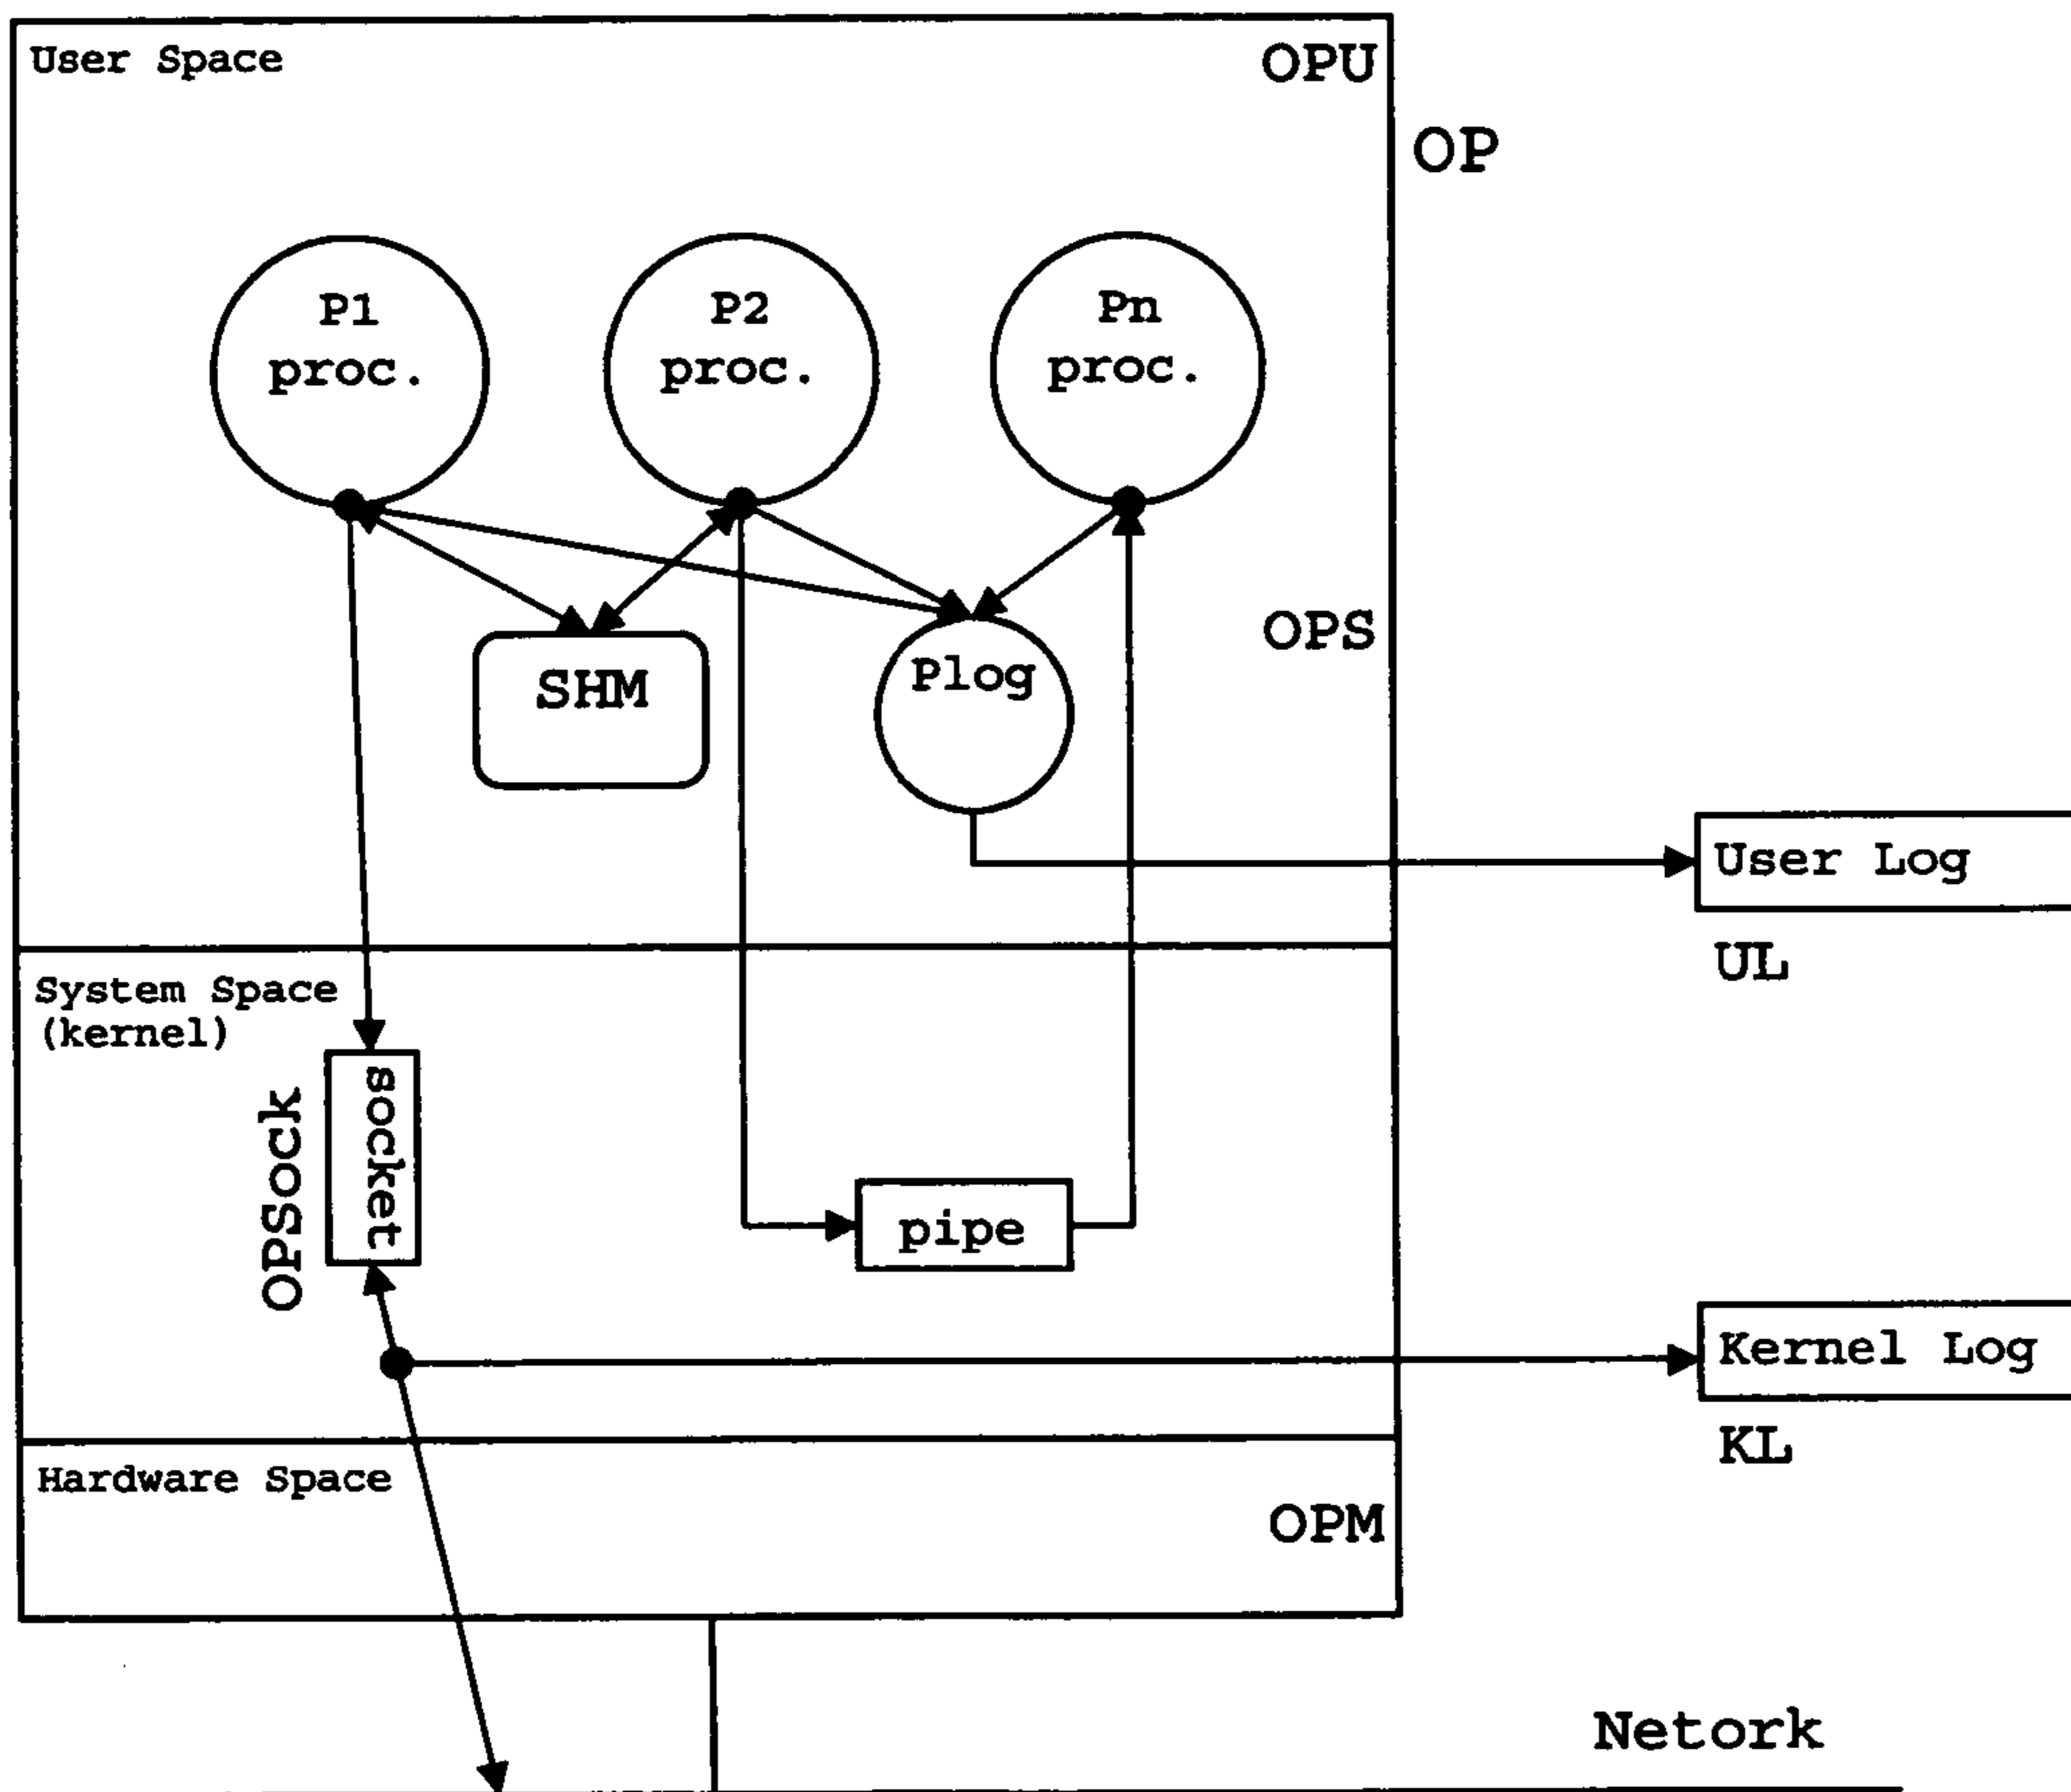 User Space
OPU
OP
P1
proc.
P2
proc.
Pn
proc.
OPS
SHM
Plog
User Log
UL
System Space
(kernel)
OPSock
socket
pipe
Kernel Log
KL
Hardware Space
OPM
Netork